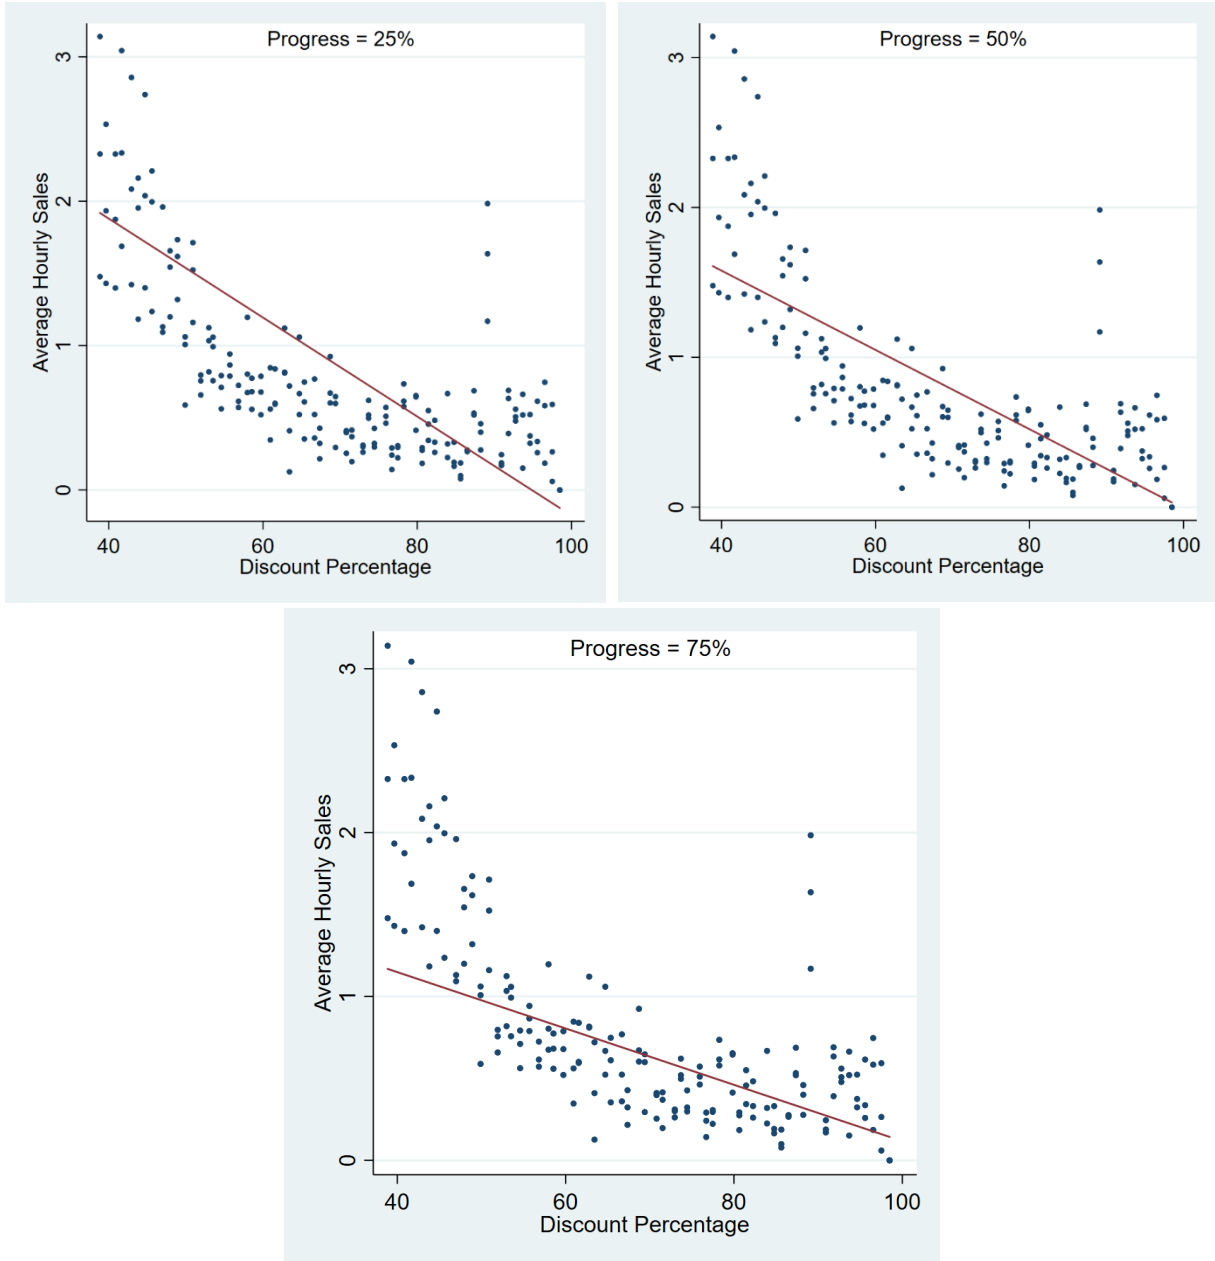 Progress = 25%
Average Hourly Sales
3
2
1
0
40 60 80 100
Discount Percentage
Progress = 50%
Average Hourly Sales
3
2
1
0
40 60 80 100
Discount Percentage
Progress = 75%
Average Hourly Sales
3
2
1
0
40 60 80 100
Discount Percentage